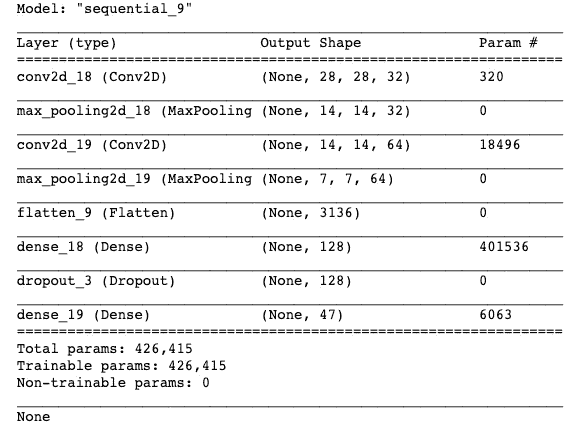 Model: "sequential_9"
Layer (type) Output Shape Param #
conv2d_18 (Conv2D) (None, 28, 28, 32) 320
max_pooling2d_18 (MaxPooling (None, 14, 14, 32) 0
conv2d_19 (Conv2D) (None, 14, 14, 64) 18496
max_pooling2d_19 (MaxPooling (None, 7, 7, 64) 0
flatten_9 (Flatten) (None, 3136) 0
dense_18 (Dense) (None, 128) 401536
dropout_3 (Dropout) (None, 128) 0
dense_19 (Dense) (None, 47) 6063
Total params: 426,415
Trainable params: 426,415
Non-trainable params: 0
None